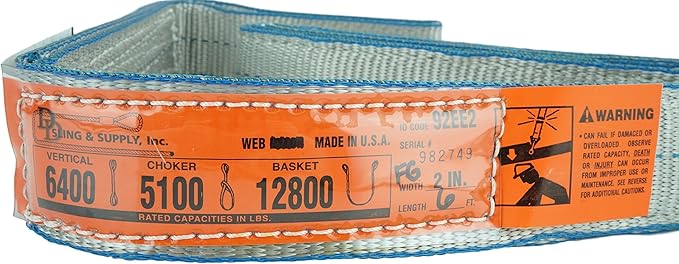 D
SLING & SUPPLY, Inc.
WEB MADE IN U.S.A.
ID CODE 92EE2
SERIAL# 982749
VERTICAL CHOKER BASKET
6400 5100 12800
RATED CAPACITIES IN LBS.
FG
WIDTH 2 IN.
LENGTH 6 FT.
WARNING
• CAN FAIL IF DAMAGED OR
OVERLOADED OBSERVE
RATED CAPACITY, DEATH
OR INJURY CAN OCCUR
FROM IMPROPER USE OR
MAINTENANCE. SEE REVERSE
FOR ADDITIONAL CAUTIONS.